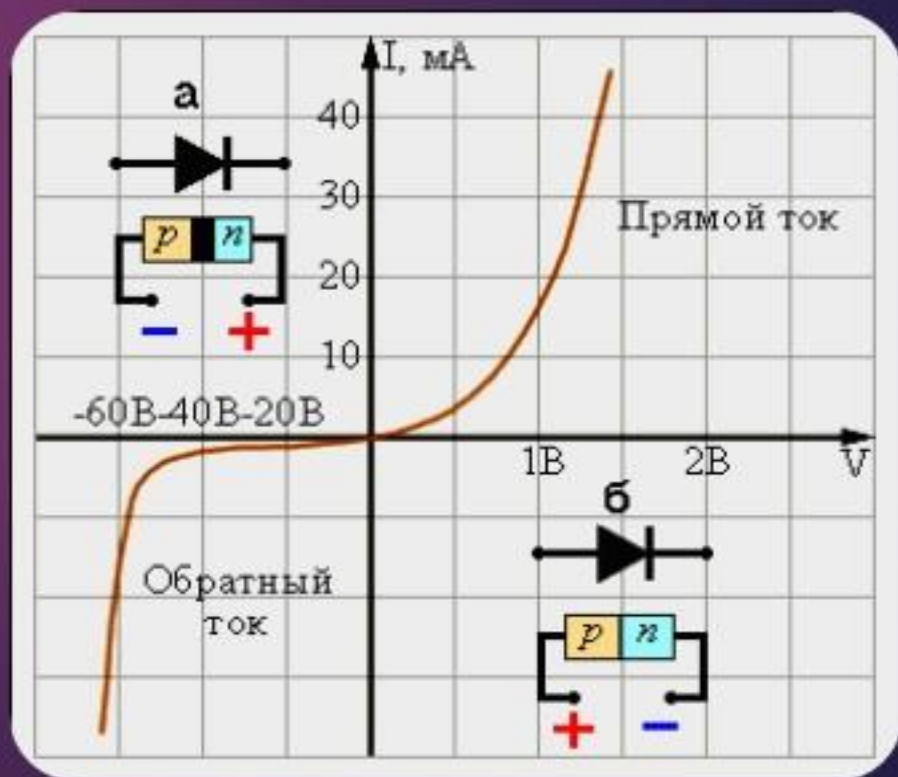 I, мА
а
40
30
Прямой ток
p n
20
− +
10
-60В-40В-20В
1В 2В V
б
Обратный
ток
p n
+ −